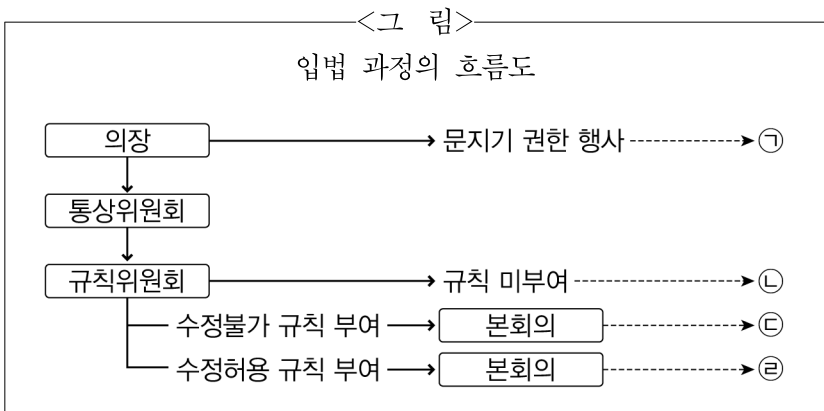 <그 림>
입법 과정의 흐름도
의장 문지기 권한 행사 ㉠
통상위원회
규칙위원회 규칙 미부여 ㉡
수정불가 규칙 부여 본회의 ㉢
수정허용 규칙 부여 본회의 ㉣